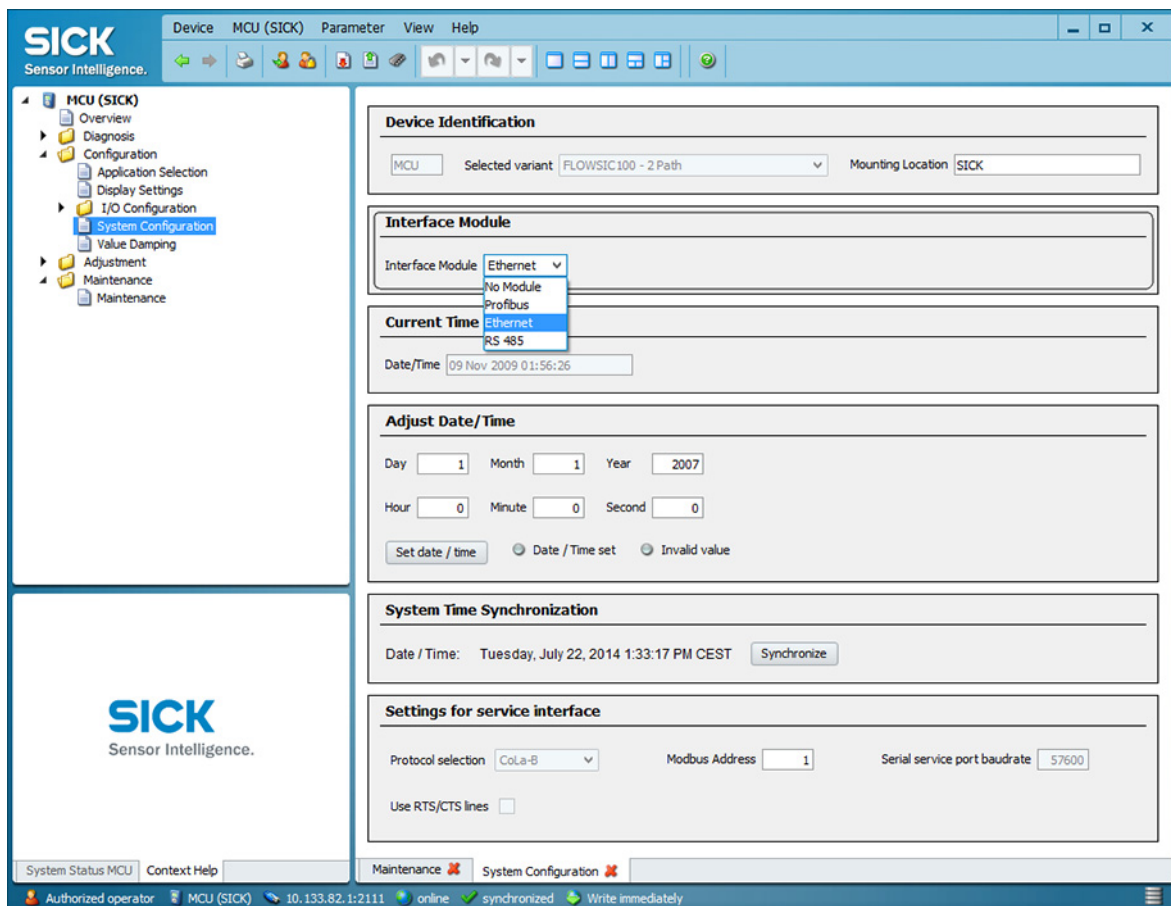 SICK
Sensor Intelligence.
Device MCU (SICK) Parameter View Help
MCU (SICK)
Overview
Diagnosis
Configuration
Application Selection
Display Settings
I/O Configuration
System Configuration
Value Damping
Adjustment
Maintenance
Maintenance
Device Identification
MCU Selected variant FLOWSIC100 - 2 Path Mounting Location SICK
Interface Module
Interface Module Ethernet
No Module
Profibus
Ethernet
RS 485
Current Time
Date/Time 09 Nov 2009 01:56:26
Adjust Date/Time
Day 1 Month 1 Year 2007
Hour 0 Minute 0 Second 0
Set date / time Date / Time set Invalid value
System Time Synchronization
Date / Time: Tuesday, July 22, 2014 1:33:17 PM CEST Synchronize
Settings for service interface
Protocol selection CoLa-B Modbus Address 1 Serial service port baudrate 57600
Use RTS/CTS lines
SICK
Sensor Intelligence.
System Status MCU Context Help
Maintenance System Configuration
Authorized operator MCU (SICK) 10.133.82.1:2111 online synchronized Write immediately